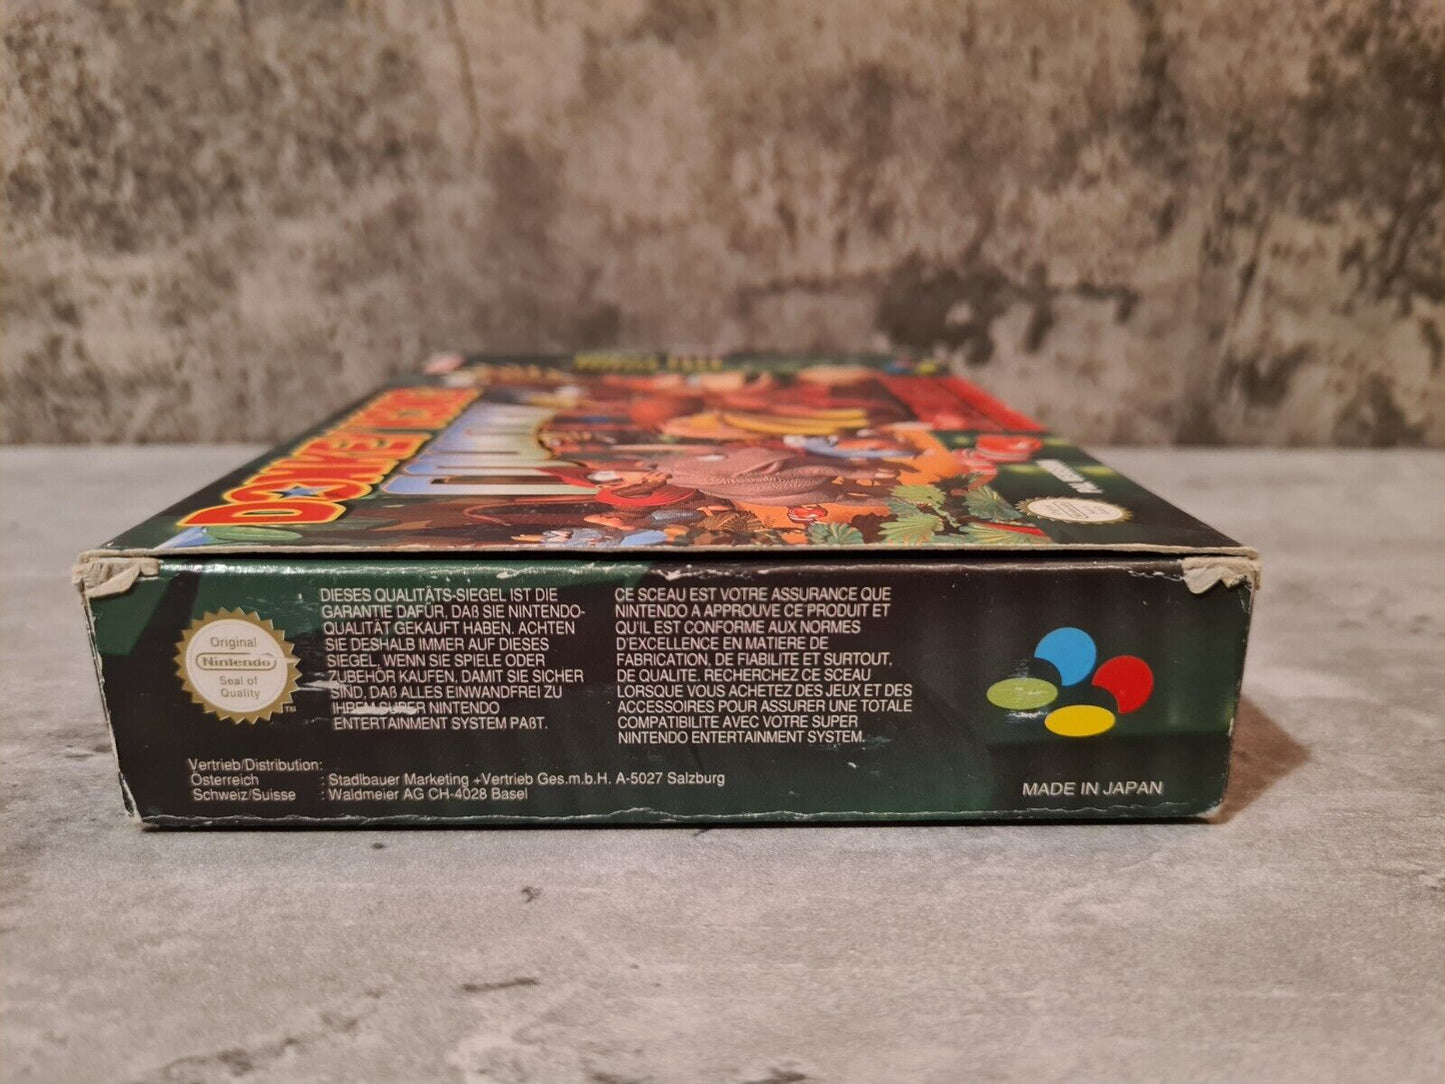 DONKEY KONG
COUNTRY
PAL VERSION
Original
Nintendo
Seal of
Quality
TM
DIESES QUALITÄTS-SIEGEL IST DIE
GARANTIE DAFÜR, DAß SIE NINTENDO-
QUALITÄT GEKAUFT HABEN. ACHTEN
SIE DESHALB IMMER AUF DIESES
SIEGEL, WENN SIE SPIELE ODER
ZUBEHÖR KAUFEN, DAMIT SIE SICHER
SIND, DAß ALLES EINWANDFREI ZU
IHREM SUPER NINTENDO
ENTERTAINMENT SYSTEM PAßT.
CE SCEAU EST VOTRE ASSURANCE QUE
NINTENDO A APPROUVE CE PRODUIT ET
QU'IL EST CONFORME AUX NORMES
D'EXCELLENCE EN MATIERE DE
FABRICATION, DE FIABILITE ET SURTOUT,
DE QUALITE. RECHERCHEZ CE SCEAU
LORSQUE VOUS ACHETEZ DES JEUX ET DES
ACCESSOIRES POUR ASSURER UNE TOTALE
COMPATIBILITE AVEC VOTRE SUPER
NINTENDO ENTERTAINMENT SYSTEM.
Vertrieb/Distribution:
Österreich : Stadlbauer Marketing +Vertrieb Ges.m.b.H. A-5027 Salzburg
Schweiz/Suisse : Waldmeier AG CH-4028 Basel
MADE IN JAPAN